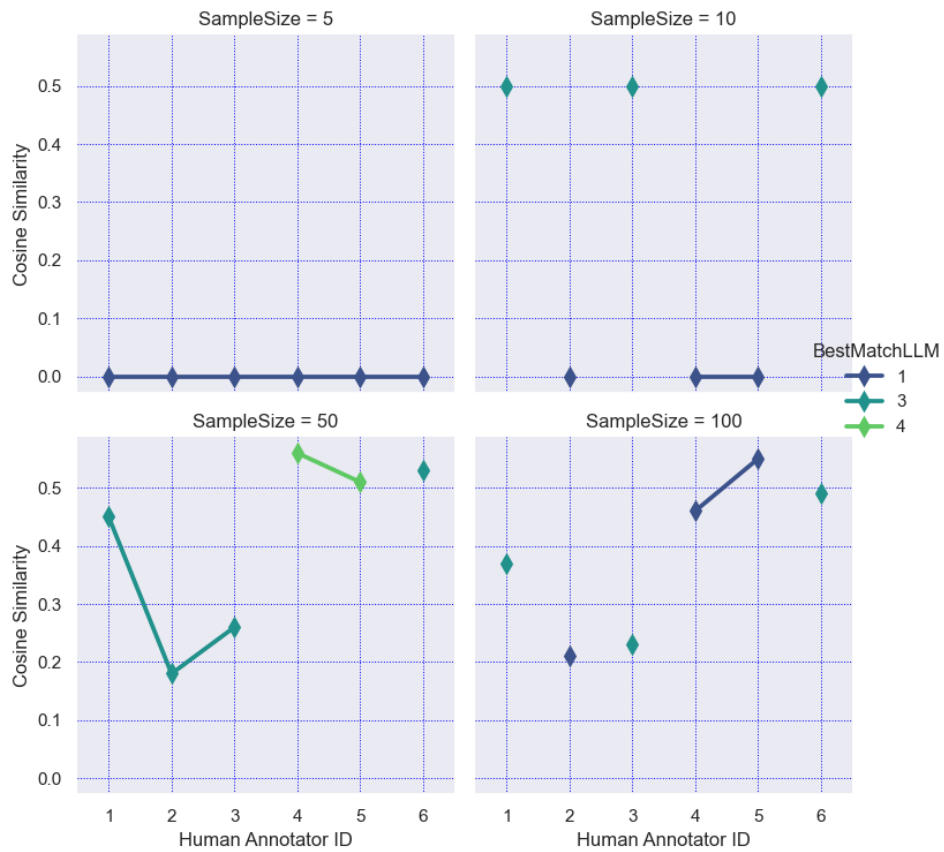 SampleSize = 5
SampleSize = 10
Cosine Similarity
0.5
0.4
0.3
0.2
0.1
0.0
BestMatchLLM
1
3
4
SampleSize = 50
SampleSize = 100
Cosine Similarity
0.5
0.4
0.3
0.2
0.1
0.0
1 2 3 4 5 6
1 2 3 4 5 6
Human Annotator ID
Human Annotator ID